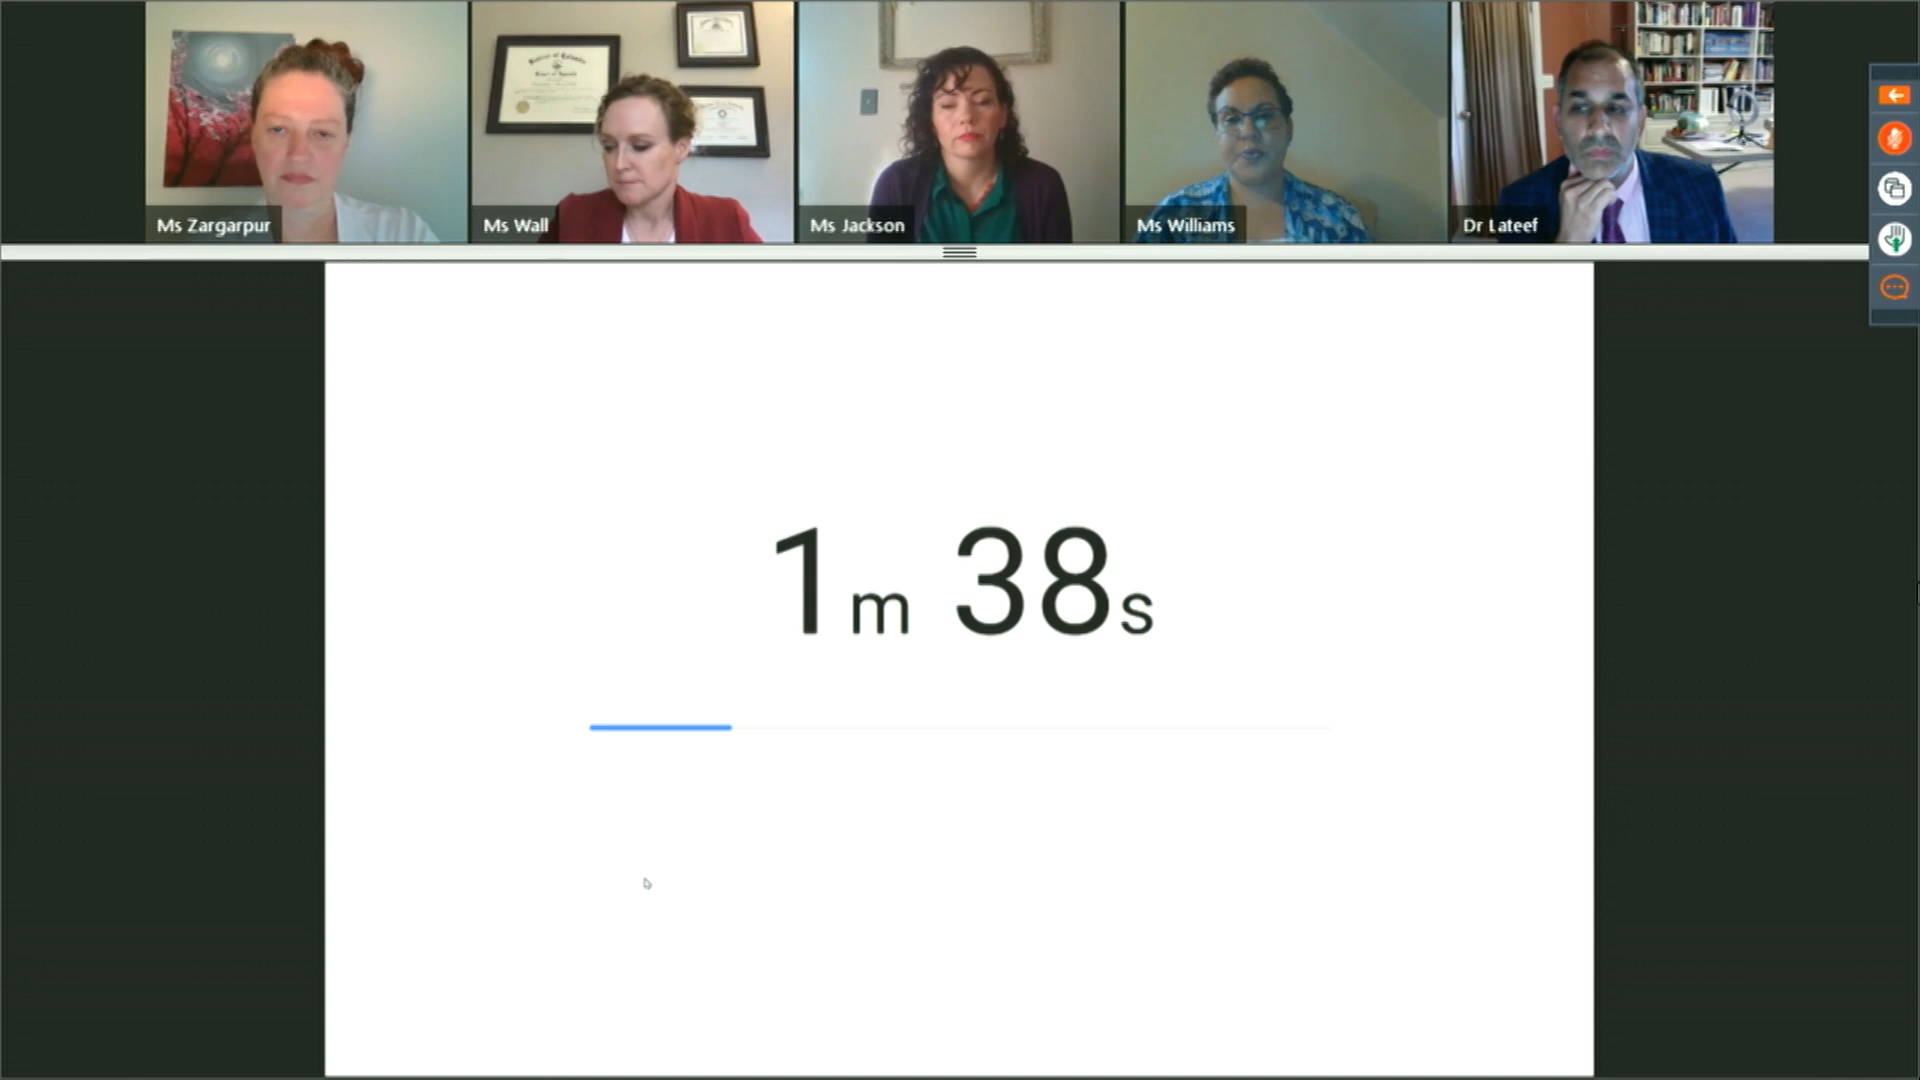 Ms Zargarpur
Ms Wall
Ms Jackson
Ms Williams
Dr Lateef
1m 38s